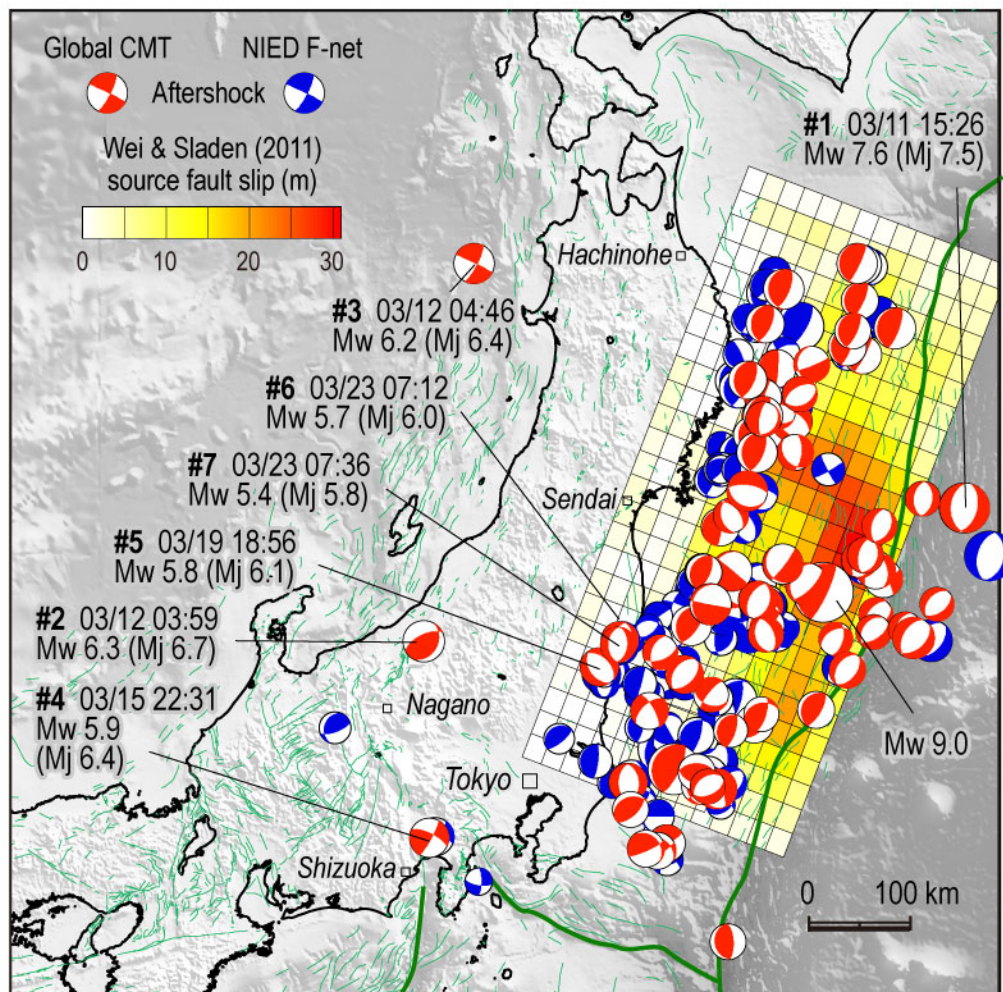 Global CMT
NIED F-net
Aftershock
Wei & Sladen (2011)
source fault slip (m)
0 10 20 30
#1 03/11 15:26
Mw 7.6 (Mj 7.5)
Hachinohe
#3 03/12 04:46
Mw 6.2 (Mj 6.4)
#6 03/23 07:12
Mw 5.7 (Mj 6.0)
#7 03/23 07:36
Mw 5.4 (Mj 5.8)
Sendai
#5 03/19 18:56
Mw 5.8 (Mj 6.1)
#2 03/12 03:59
Mw 6.3 (Mj 6.7)
#4 03/15 22:31
Mw 5.9
(Mj 6.4)
Nagano
Mw 9.0
Tokyo
Shizuoka
0 100 km